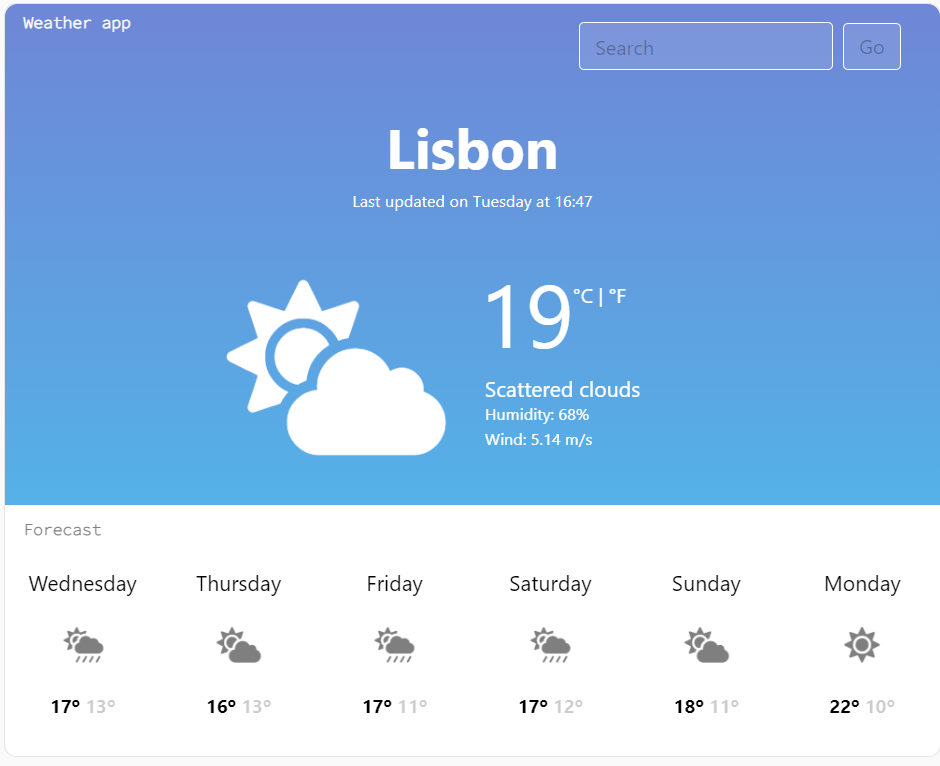 Weather app
Search
Go
Lisbon
Last updated on Tuesday at 16:47
19 °C | °F
Scattered clouds
Humidity: 68%
Wind: 5.14 m/s
Forecast
Wednesday Thursday Friday Saturday Sunday Monday
17° 13° 16° 13° 17° 11° 17° 12° 18° 11° 22° 10°